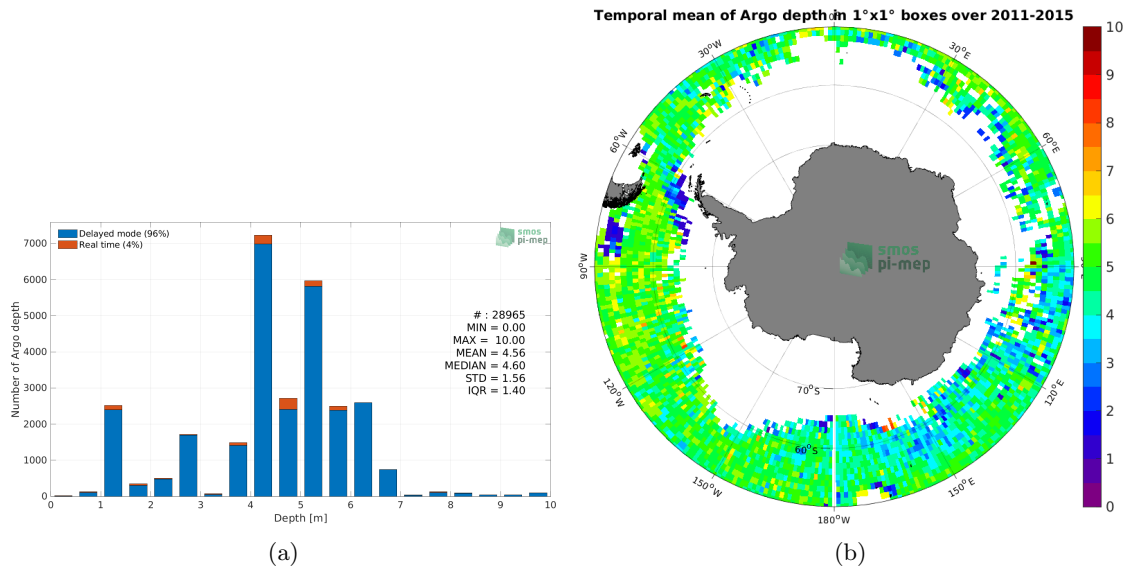 Delayed mode (96%)
Real time (4%)
smos
pi-mep
# : 28965
MIN = 0.00
MAX = 10.00
MEAN = 4.56
MEDIAN = 4.60
STD = 1.56
IQR = 1.40
Number of Argo depth
7000
6000
5000
4000
3000
2000
1000
0
0 1 2 3 4 5 6 7 8 9 10
Depth [m]
(a)
Temporal mean of Argo depth in 1°x1° boxes over 2011-2015
30°W
30°E
60°W
60°E
90°W
120°W
120°E
150°W
150°E
180°W
70°S
60°S
smos
pi-mep
10
9
8
7
6
5
4
3
2
1
0
(b)